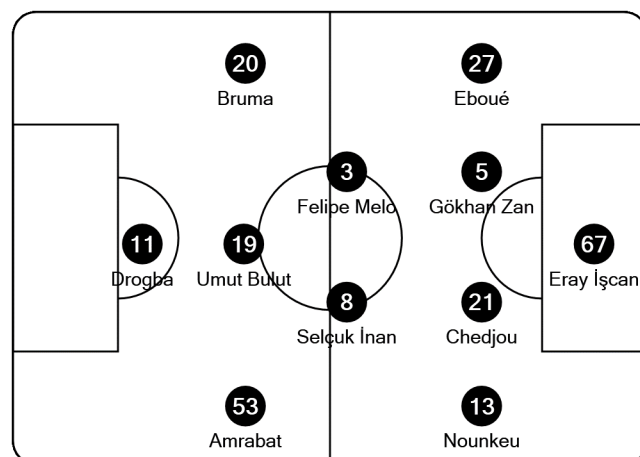 20
Bruma
27
Eboué
3
Felipe Melo
5
Gökhan Zan
11
Drogba
19
Umut Bulut
67
Eray İşcan
8
Selçuk İnan
21
Chedjou
53
Amrabat
13
Nounkeu